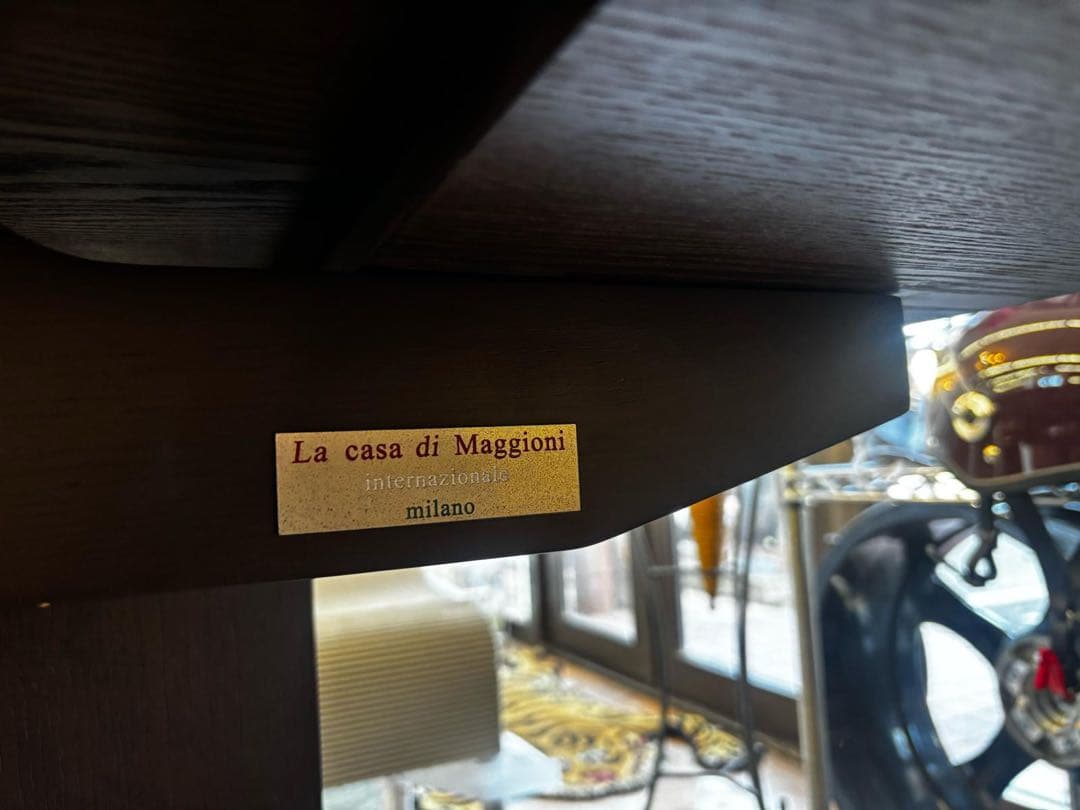 La casa di Maggioni
internazionale
milano